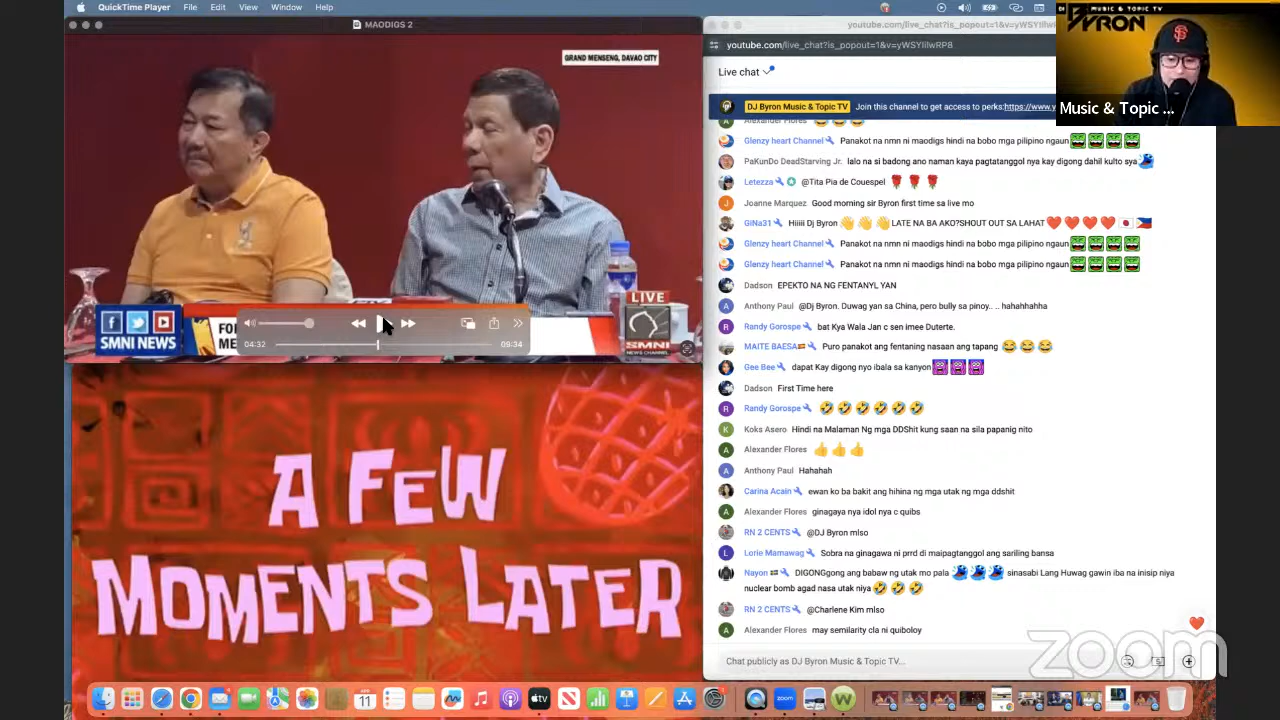 QuickTime Player File Edit View Window Help
MAODIGS 2
GRAND MENSENG, DAVAO CITY
LIVE
SMNI
NEWS CHANNEL
SMNI NEWS
04:32
09:34
A FEW
MOMENTS LATER
youtube.com/live_chat?is_popout=1&v=yWSYIilwRP8
Live chat
DJ Byron Music & Topic TV Join this channel to get access to perks:https://www.y
Alexander Flores 😂😂😂
Glenzy heart Channel Panakot na nmn ni maodigs hindi na bobo mga pilipino ngaun
PaKunDo DeadStarving Jr. lalo na si badong ano naman kaya pagtatanggol nya kay digong dahil kulto sya
Letezza @Tita Pia de Couespel 🌹🌹🌹
Joanne Marquez Good morning sir Byron first time sa live mo
GiNa31 Hiiiii Dj Byron 👋👋👋LATE NA BA AKO?SHOUT OUT SA LAHAT❤️❤️❤️❤️🇯🇵🇵🇭
Glenzy heart Channel Panakot na nmn ni maodigs hindi na bobo mga pilipino ngaun
Glenzy heart Channel Panakot na nmn ni maodigs hindi na bobo mga pilipino ngaun
Dadson EPEKTO NA NG FENTANYL YAN
Anthony Paul @Dj Byron. Duwag yan sa China, pero bully sa pinoy.. .. hahahhahha
Randy Gorospe bat Kya Wala Jan c sen imee Duterte.
MAITE BAESA🇪🇸 Puro panakot ang fentaning nasaan ang tapang 😂😂😂
Gee Bee dapat Kay digong nyo ibala sa kanyon
Dadson First Time here
Randy Gorospe 🤣🤣🤣🤣🤣🤣
Koks Asero Hindi na Malaman Ng mga DDShit kung saan na sila papanig nito
Alexander Flores 👍👍👍
Anthony Paul Hahahah
Carina Acain ewan ko ba bakit ang hihina ng mga utak ng mga ddshit
Alexander Flores ginagaya nya idol nya c quibs
RN 2 CENTS @DJ Byron mlso
Lorie Mamawag Sobra na ginagawa ni prrd di maipagtanggol ang sariling bansa
Nayon DIGONGgong ang babaw ng utak mo pala sinasabi Lang Huwag gawin iba na inisip niya
nuclear bomb agad nasa utak niya🤣🤣🤣
RN 2 CENTS @Charlene Kim mlso
Alexander Flores may semilarity cla ni quiboloy
Chat publicly as DJ Byron Music & Topic TV...
MUSIC & TOPIC TV
BYRON
Music & Topic ...
zoom